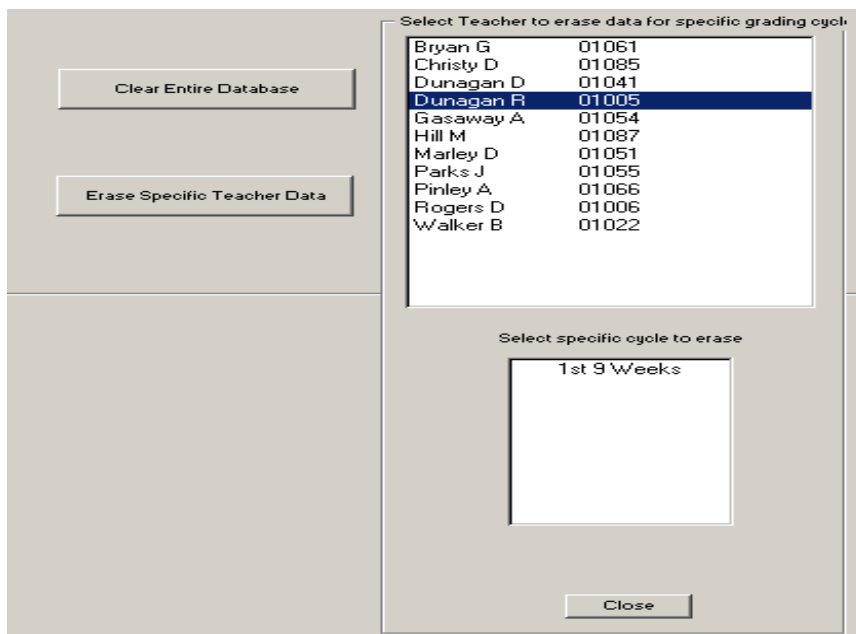 Select Teacher to erase data for specific grading cycl
Clear Entire Database
Erase Specific Teacher Data
Bryan G 01061
Christy D 01085
Dunagan D 01041
Dunagan R 01005
Gasaway A 01054
Hill M 01087
Marley D 01051
Parks J 01055
Pinley A 01066
Rogers D 01006
Walker B 01022
Select specific cycle to erase
1st 9 Weeks
Close